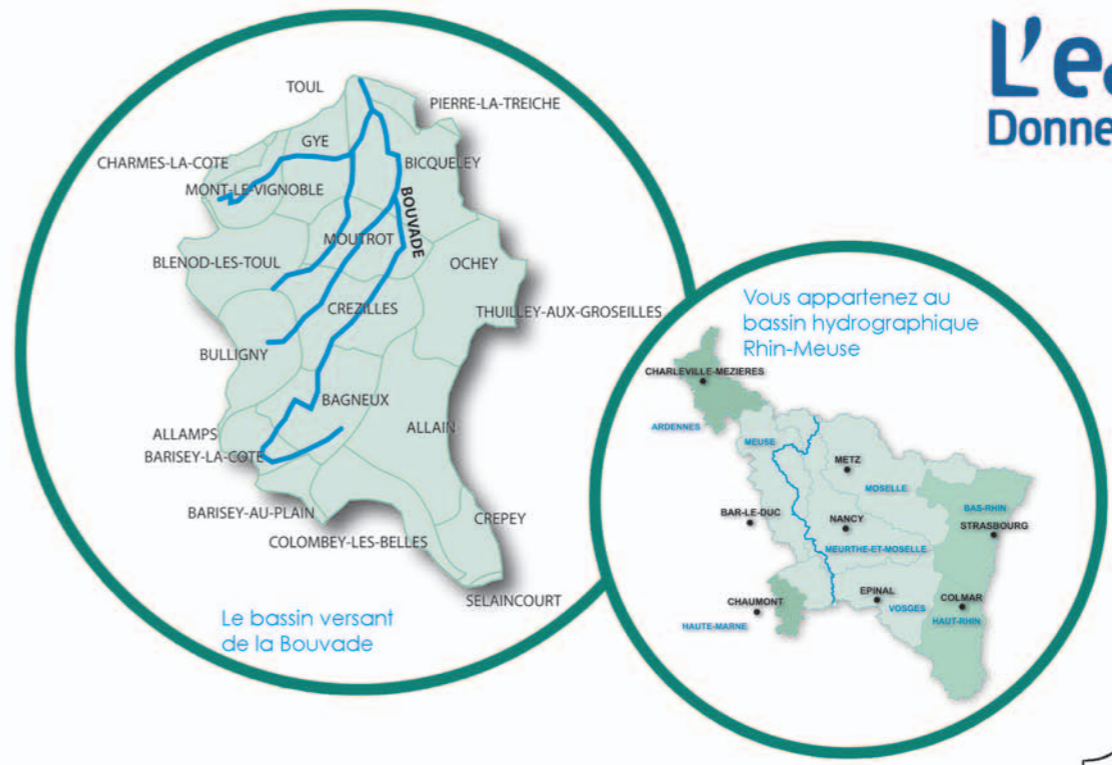 L'ea
Donne
TOUL
PIERRE-LA-TREICHE
GYE
CHARMES-LA-COTE
BICQUELEY
MONT-LE-VIGNOBLE
BOUVADE
MOUTROT
BLENOD-LES-TOUL
OCHEY
CREZILLES
THUILLEY-AUX-GROSEILLES
BULLIGNY
BAGNEUX
ALLAMPS
ALLAIN
BARISEY-LA-COTE
BARISEY-AU-PLAIN
CREPEY
COLOMBEY-LES-BELLES
SELAINCOURT
Le bassin versant
de la Bouvade
Vous appartenez au
bassin hydrographique
Rhin-Meuse
CHARLEVILLE-MEZIERES
ARDENNES
MEUSE
METZ
MOSELLE
BAR-LE-DUC
NANCY
BAS-RHIN
STRASBOURG
MEURTHE-ET-MOSELLE
CHAUMONT
EPINAL
VOSGES
COLMAR
HAUTE-MARNE
HAUT-RHIN